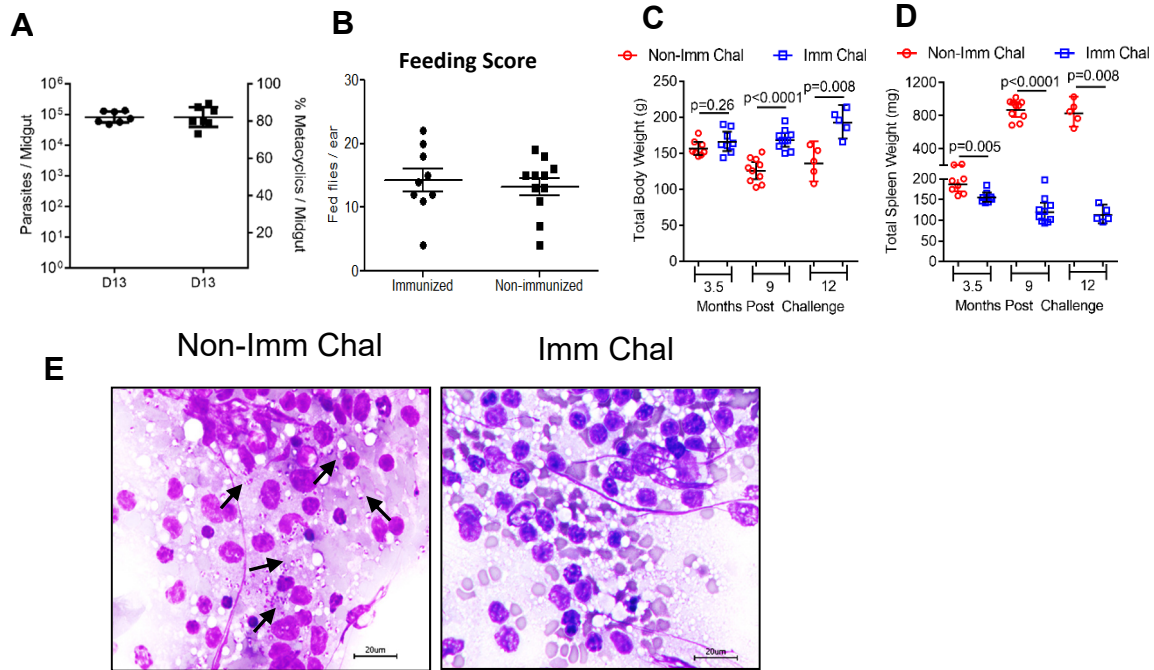 A
Parasites / Midgut
10⁶
10⁵
10⁴
10³
10²
10¹
10⁰
100
80
60
40
20
% Metacyclics / Midgut
D13 D13
B
Feeding Score
Fed flies / ear
30
20
10
0
Immunized Non-immunized
C
Non-Imm Chal Imm Chal
Total Body Weight (g)
250
200
150
100
50
0
p=0.26
p<0.0001
p=0.008
3.5 9 12
Months Post Challenge
D
Non-Imm Chal Imm Chal
Total Spleen Weight (mg)
1200
800
400
200
150
100
50
0
p=0.005
p<0.0001
p=0.008
3.5 9 12
Months Post Challenge
E
Non-Imm Chal Imm Chal
20um
20um